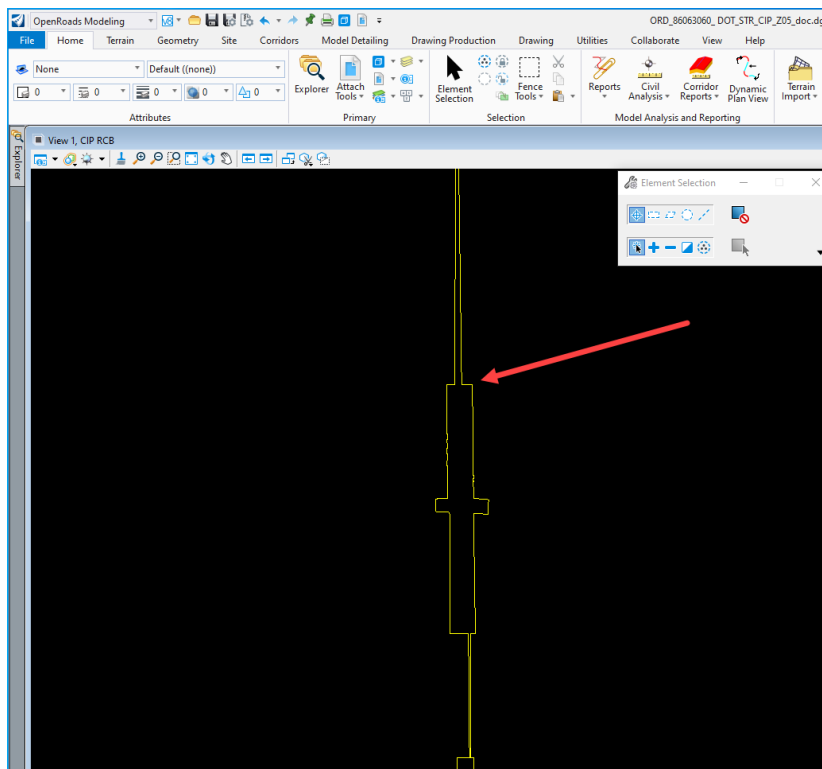 OpenRoads Modeling
ORD_86063060_ DOT_STR_CIP_Z05_doc.dg
File Home Terrain Geometry Site Corridors Model Detailing Drawing Production Drawing Utilities Collaborate View Help
None Default ((none))
0 0 0 0 0
Explorer
Attach Tools
Element Selection
Fence Tools
Reports
Civil Analysis
Corridor Reports
Dynamic Plan View
Terrain Import
Attributes Primary Selection Model Analysis and Reporting
Explorer
View 1, CIP RCB
Element Selection